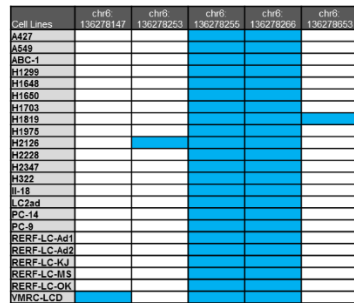 Cell Lines chr6: 136278147 chr6: 136278253 chr6: 136278255 chr6: 136278266 chr6: 136278653
A427
A549
ABC-1
H1299
H1648
H1650
H1703
H1819
H1975
H2126
H2228
H2347
H322
II-18
LC2ad
PC-14
PC-9
RERF-LC-Ad1
RERF-LC-Ad2
RERF-LC-KJ
RERF-LC-MS
RERF-LC-OK
VMRC-LCD